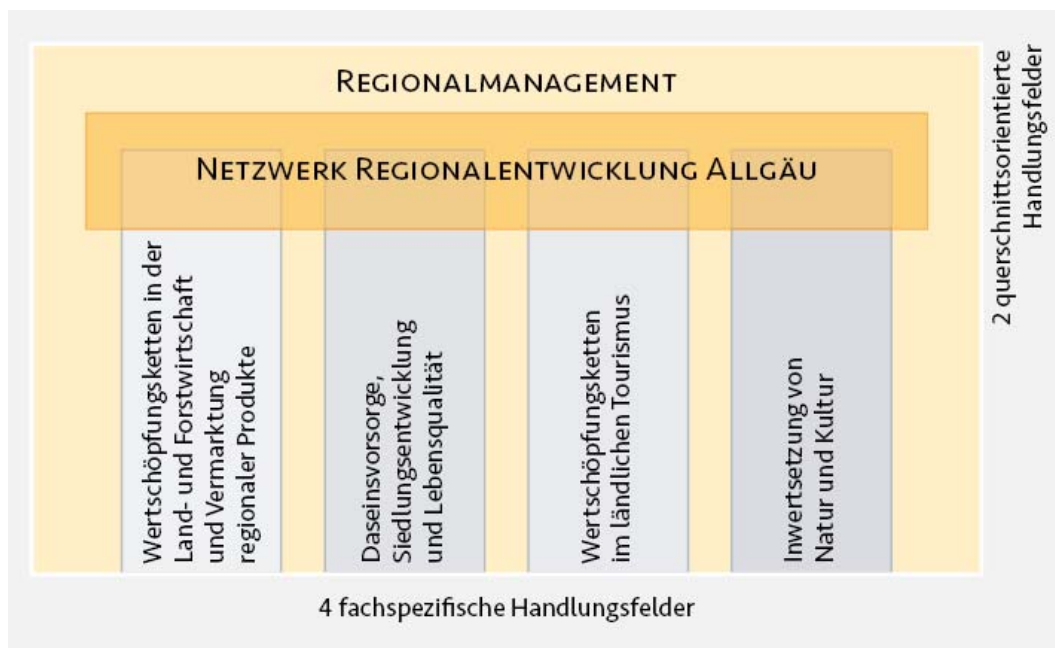 REGIONALMANAGEMENT
NETZWERK REGIONALENTWICKLUNG ALLGÄU
Wertschöpfungsketten in der
Land- und Forstwirtschaft
und Vermarktung
regionaler Produkte
Daseinsvorsorge,
Siedlungsentwicklung
und Lebensqualität
Wertschöpfungsketten
im ländlichen Tourismus
Inwertsetzung von
Natur und Kultur
4 fachspezifische Handlungsfelder
2 querschnittsorientierte
Handlungsfelder